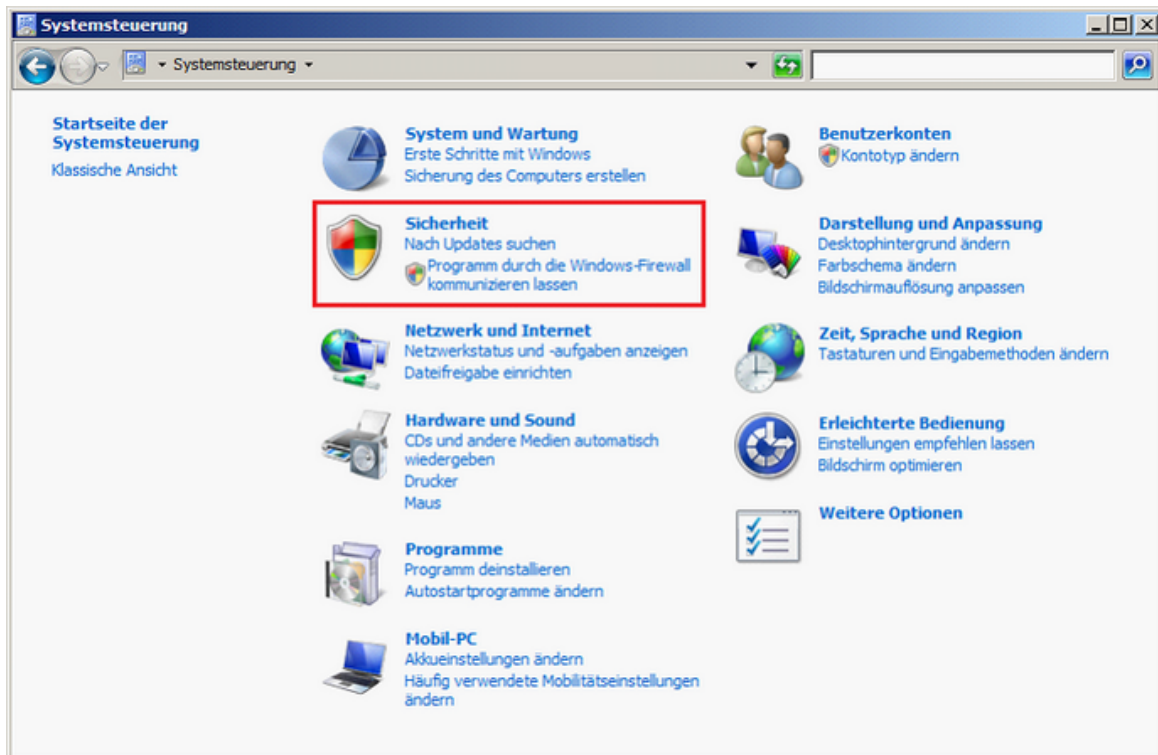 Systemsteuerung
Systemsteuerung
Startseite der
Systemsteuerung
Klassische Ansicht
System und Wartung
Erste Schritte mit Windows
Sicherung des Computers erstellen
Sicherheit
Nach Updates suchen
Programm durch die Windows-Firewall
kommunizieren lassen
Netzwerk und Internet
Netzwerkstatus und -aufgaben anzeigen
Dateifreigabe einrichten
Hardware und Sound
CDs und andere Medien automatisch
wiedergeben
Drucker
Maus
Programme
Programm deinstallieren
Autostartprogramme ändern
Mobil-PC
Akkueinstellungen ändern
Häufig verwendete Mobilitätseinstellungen
ändern
Benutzerkonten
Kontotyp ändern
Darstellung und Anpassung
Desktophintergrund ändern
Farbschema ändern
Bildschirmauflösung anpassen
Zeit, Sprache und Region
Tastaturen und Eingabemethoden ändern
Erleichterte Bedienung
Einstellungen empfehlen lassen
Bildschirm optimieren
Weitere Optionen